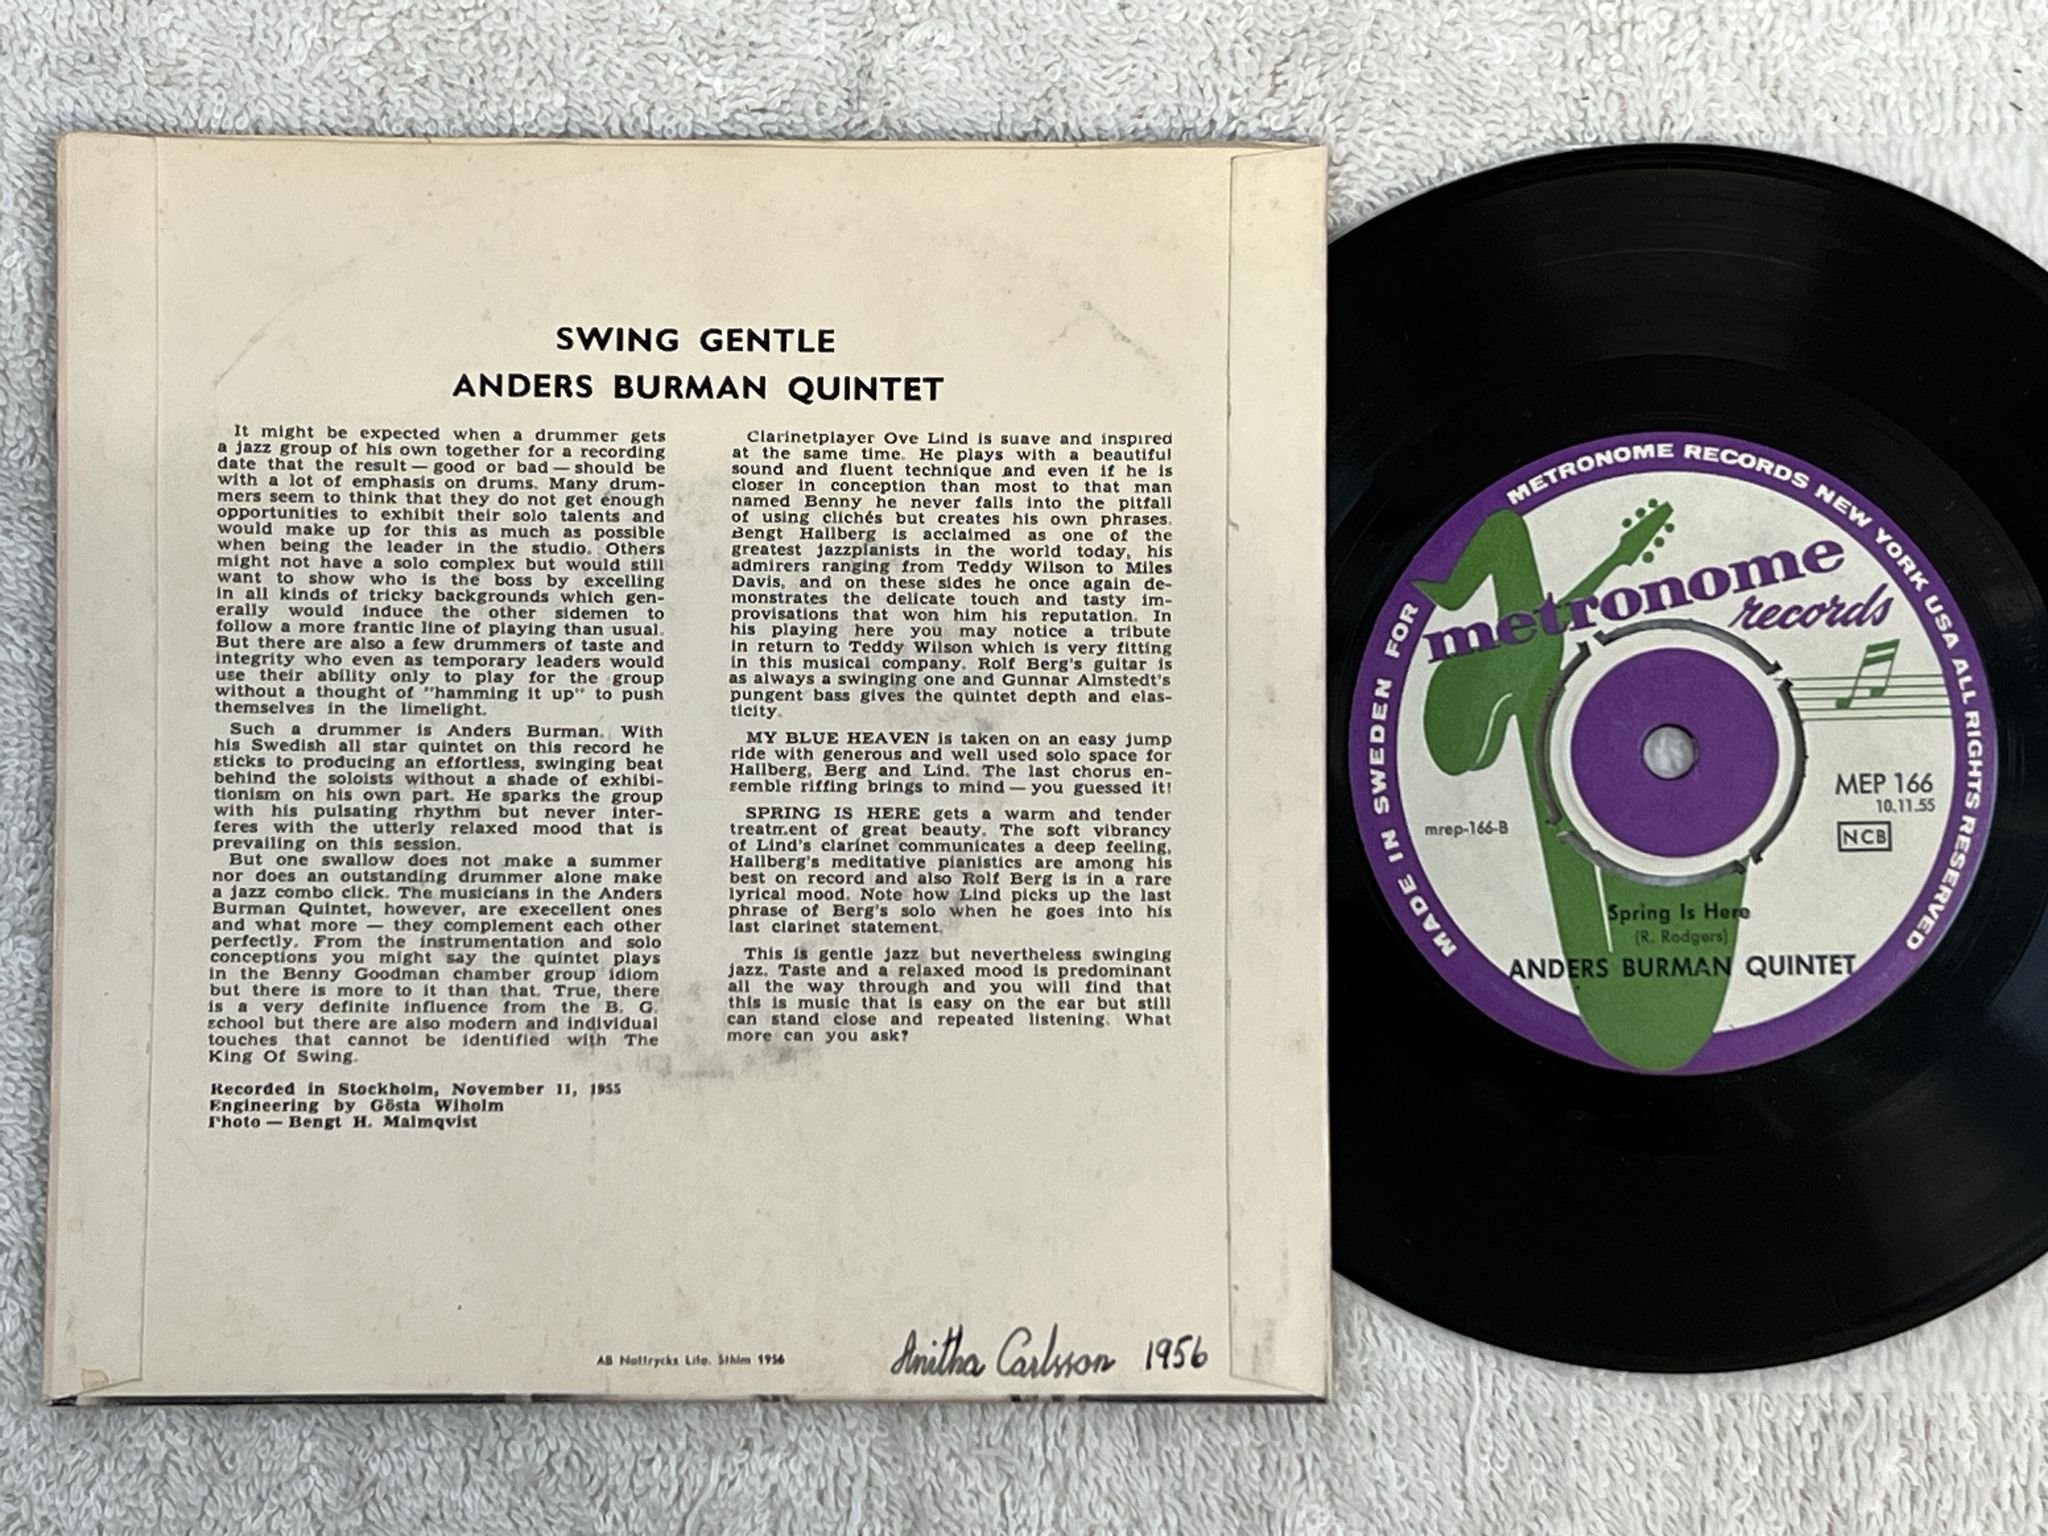 SWING GENTLE
ANDERS BURMAN QUINTET
It might be expected when a drummer gets
a jazz group of his own together for a recording
date that the result — good or bad — should be
with a lot of emphasis on drums. Many drum-
mers seem to think that they do not get enough
opportunities to exhibit their solo talents and
would make up for this as much as possible
when being the leader in the studio. Others
might not have a solo complex but would still
want to show who is the boss by excelling
in all kinds of tricky backgrounds which gen-
erally would induce the other sidemen to
follow a more frantic line of playing than usual.
But there are also a few drummers of taste and
integrity who even as temporary leaders would
use their ability only to play for the group
without a thought of "hamming it up" to push
themselves in the limelight.
Such a drummer is Anders Burman. With
his Swedish all star quintet on this record he
sticks to producing an effortless, swinging beat
behind the soloists without a shade of exhibi-
tionism on his own part. He sparks the group
with his pulsating rhythm but never inter-
feres with the utterly relaxed mood that is
prevailing on this session.
But one swallow does not make a summer
nor does an outstanding drummer alone make
a jazz combo click. The musicians in the Anders
Burman Quintet, however, are execellent ones
and what more — they complement each other
perfectly. From the instrumentation and solo
conceptions you might say the quintet plays
in the Benny Goodman chamber group idiom
but there is more to it than that. True, there
is a very definite influence from the B. G.
school but there are also modern and individual
touches that cannot be identified with The
King Of Swing.
Recorded in Stockholm, November 11, 1955
Engineering by Gösta Wiholm
Photo — Bengt H. Malmqvist
Clarinetplayer Ove Lind is suave and inspired
at the same time. He plays with a beautiful
sound and fluent technique and even if he is
closer in conception than most to that man
named Benny he never falls into the pitfall
of using clichés but creates his own phrases.
Bengt Hallberg is acclaimed as one of the
greatest jazzpianists in the world today, his
admirers ranging from Teddy Wilson to Miles
Davis, and on these sides he once again de-
monstrates the delicate touch and tasty im-
provisations that won him his reputation. In
his playing here you may notice a tribute
in return to Teddy Wilson which is very fitting
in this musical company. Rolf Berg's guitar is
as always a swinging one and Gunnar Almstedt's
pungent bass gives the quintet depth and elas-
ticity.
MY BLUE HEAVEN is taken on an easy jump
ride with generous and well used solo space for
Hallberg, Berg and Lind. The last chorus en-
semble riffing brings to mind — you guessed it!
SPRING IS HERE gets a warm and tender
treatment of great beauty. The soft vibrancy
of Lind's clarinet communicates a deep feeling,
Hallberg's meditative pianistics are among his
best on record and also Rolf Berg is in a rare
lyrical mood. Note how Lind picks up the last
phrase of Berg's solo when he goes into his
last clarinet statement.
This is gentle jazz but nevertheless swinging
jazz. Taste and a relaxed mood is predominant
all the way through and you will find that
this is music that is easy on the ear but still
can stand close and repeated listening. What
more can you ask?
AB Nottrycks Lito. Sthlm 1956
Anitha Carlsson 1956
MADE IN SWEDEN FOR METRONOME RECORDS NEW YORK USA ALL RIGHTS RESERVED
metronome
records
MEP 166
10.11.55
NCB
mrep-166-B
Spring Is Here
(R. Rodgers)
ANDERS BURMAN QUINTET